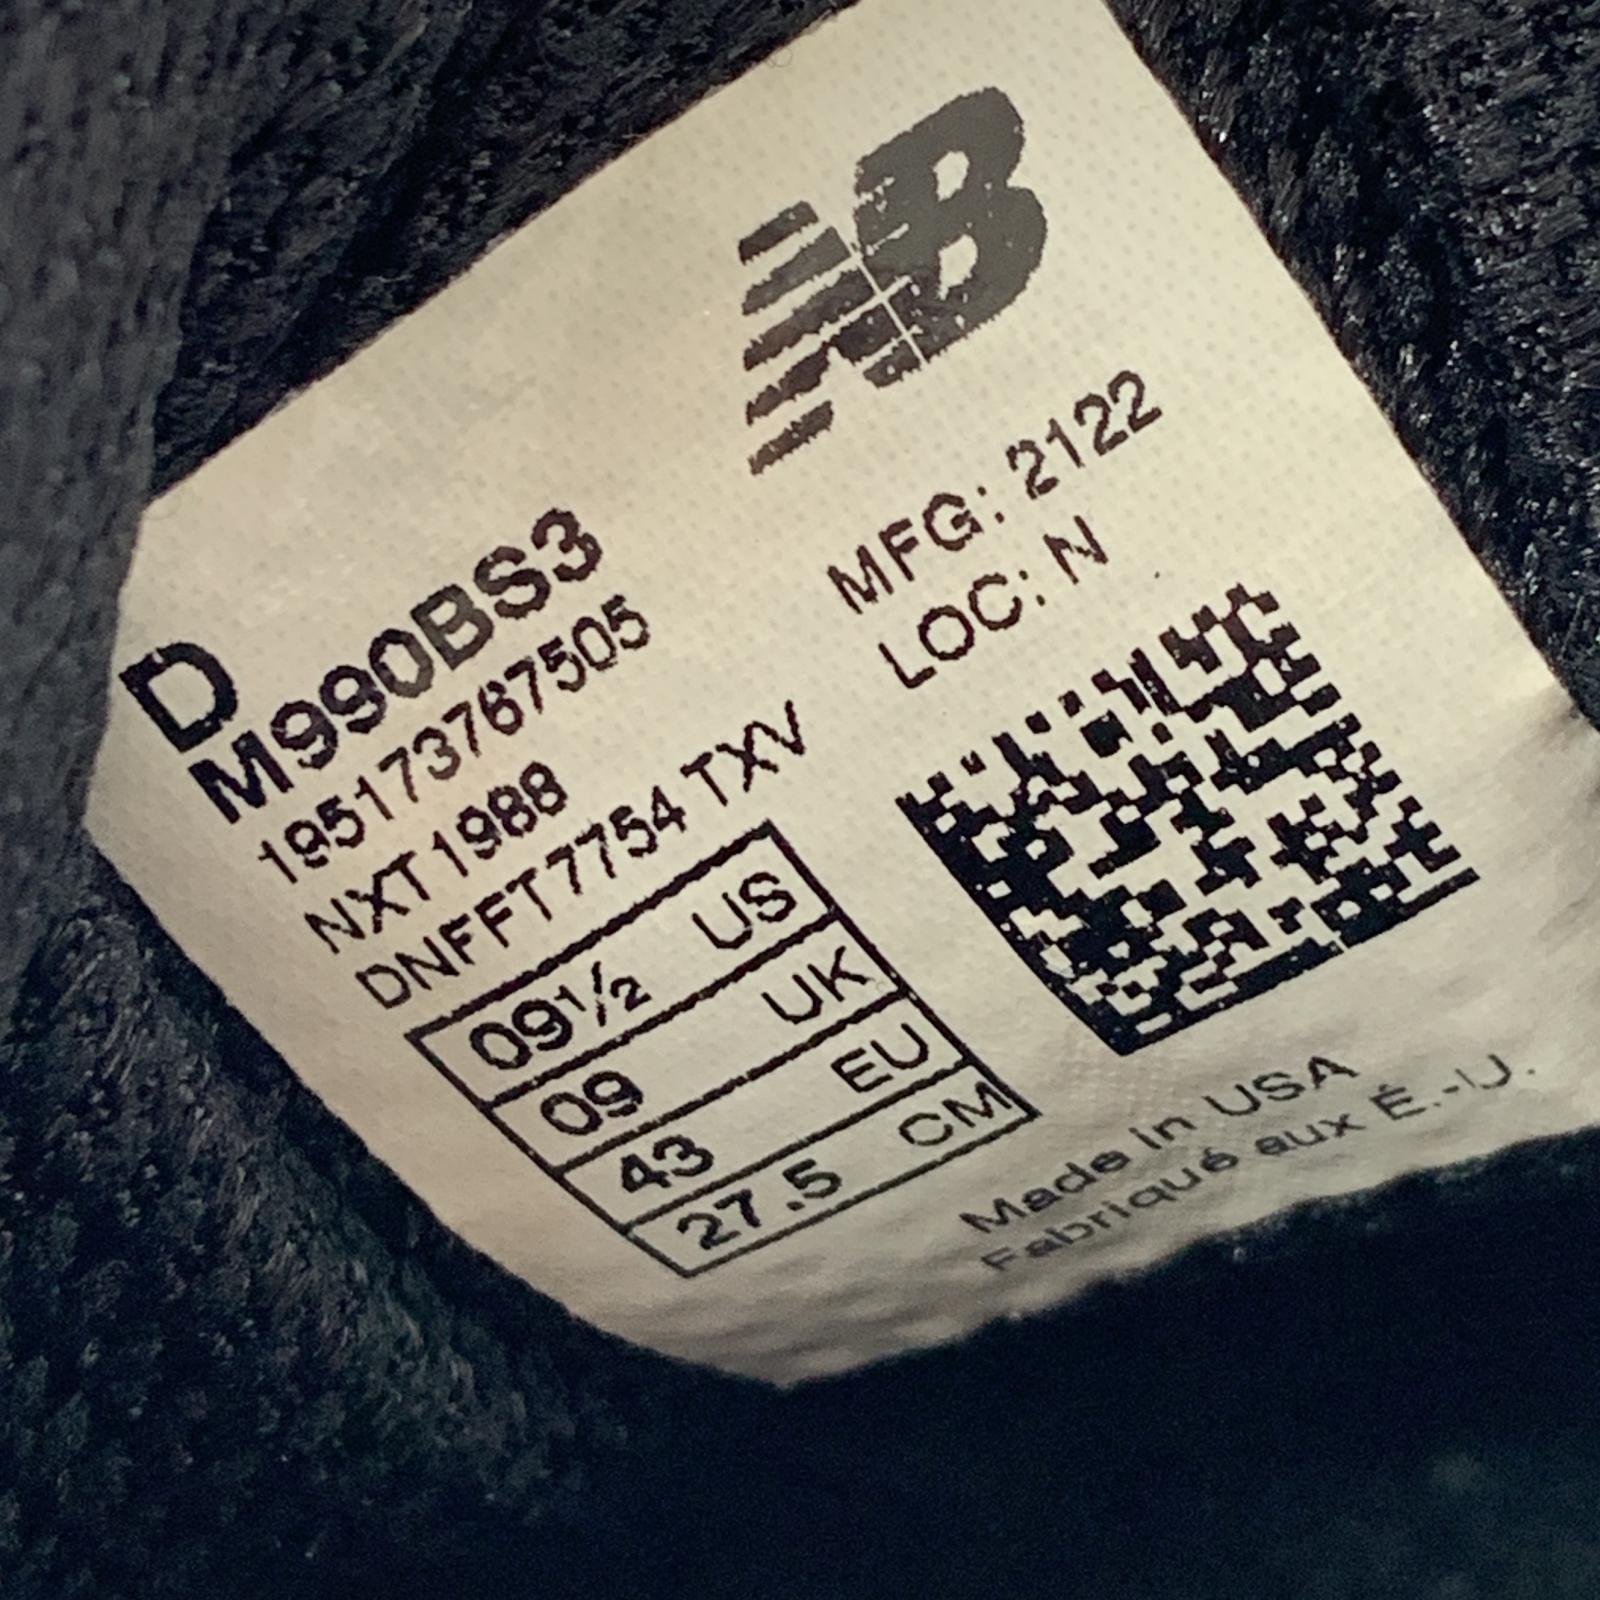 NB
MFG: 2122
LOC: N
D
M990BS3
195173767505
NXT1988
DNFFT7754 TXV
09½ US
09 UK
43 EU
27.5 CM
Made in USA
Fabriqué aux É.-U.